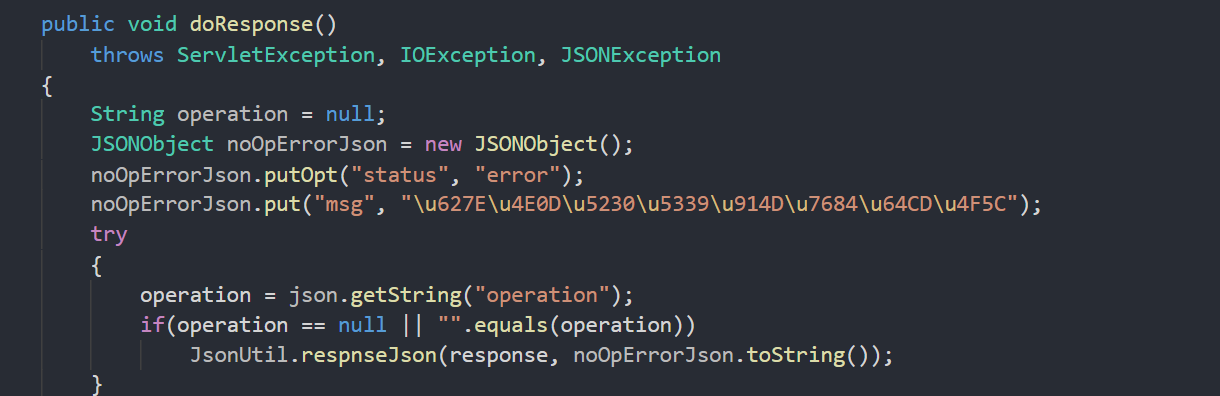 public void doResponse()
throws ServletException, IOException, JSONException
{
String operation = null;
JSONObject noOpErrorJson = new JSONObject();
noOpErrorJson.putOpt("status", "error");
noOpErrorJson.put("msg", "\u627E\u4E0D\u5230\u5339\u914D\u7684\u64CD\u4F5C");
try
{
operation = json.getString("operation");
if(operation == null || "".equals(operation))
JsonUtil.respnseJson(response, noOpErrorJson.toString());
}